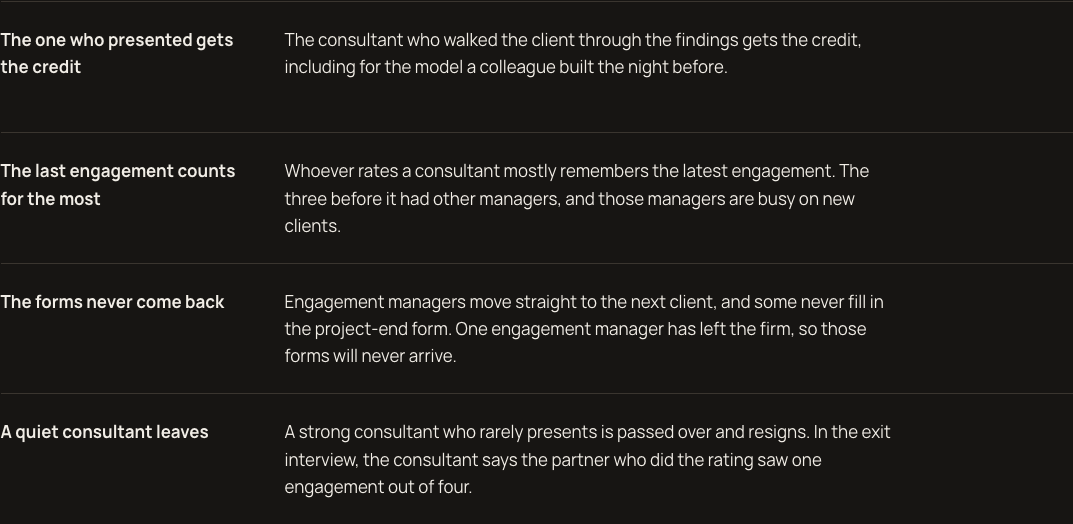 The one who presented gets
the credit
The consultant who walked the client through the findings gets the credit,
including for the model a colleague built the night before.
The last engagement counts
for the most
Whoever rates a consultant mostly remembers the latest engagement. The
three before it had other managers, and those managers are busy on new
clients.
The forms never come back
Engagement managers move straight to the next client, and some never fill in
the project-end form. One engagement manager has left the firm, so those
forms will never arrive.
A quiet consultant leaves
A strong consultant who rarely presents is passed over and resigns. In the exit
interview, the consultant says the partner who did the rating saw one
engagement out of four.